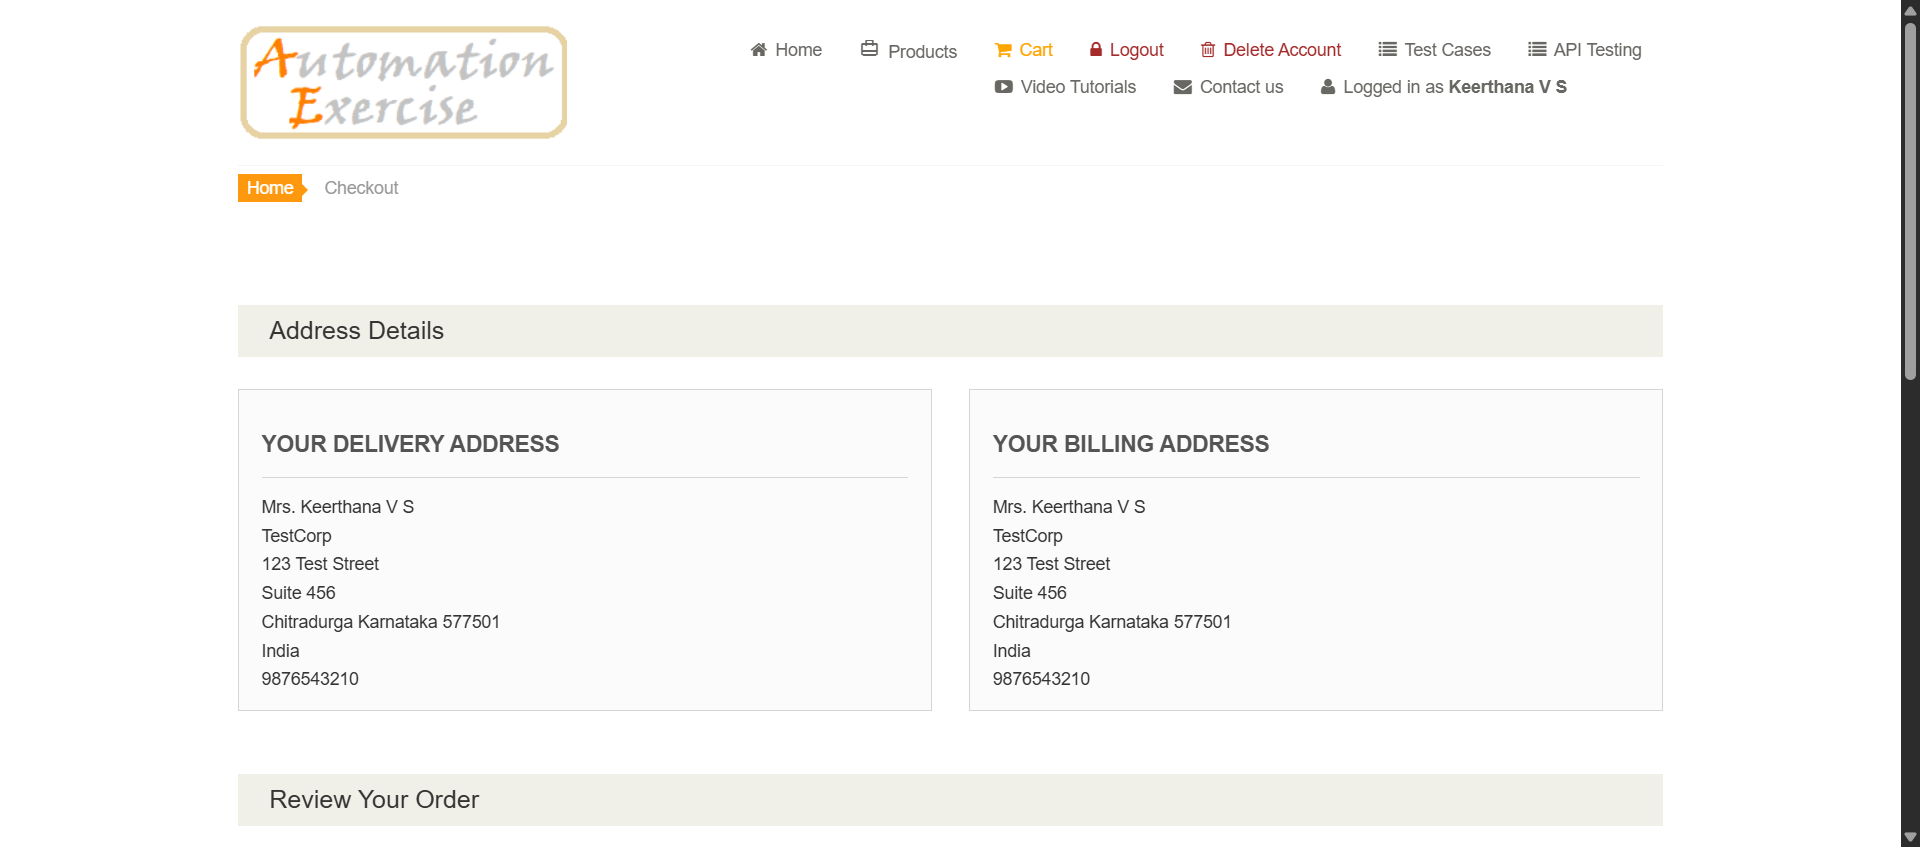 Automation
Exercise
Home Products Cart Logout Delete Account Test Cases API Testing
Video Tutorials Contact us Logged in as Keerthana V S
Home Checkout
Address Details
YOUR DELIVERY ADDRESS
Mrs. Keerthana V S
TestCorp
123 Test Street
Suite 456
Chitradurga Karnataka 577501
India
9876543210
YOUR BILLING ADDRESS
Mrs. Keerthana V S
TestCorp
123 Test Street
Suite 456
Chitradurga Karnataka 577501
India
9876543210
Review Your Order